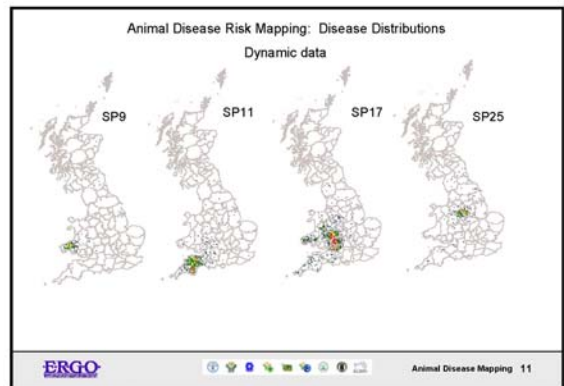 Animal Disease Risk Mapping: Disease Distributions
Dynamic data
SP9
SP11
SP17
SP25
ERGO
Animal Disease Mapping 11